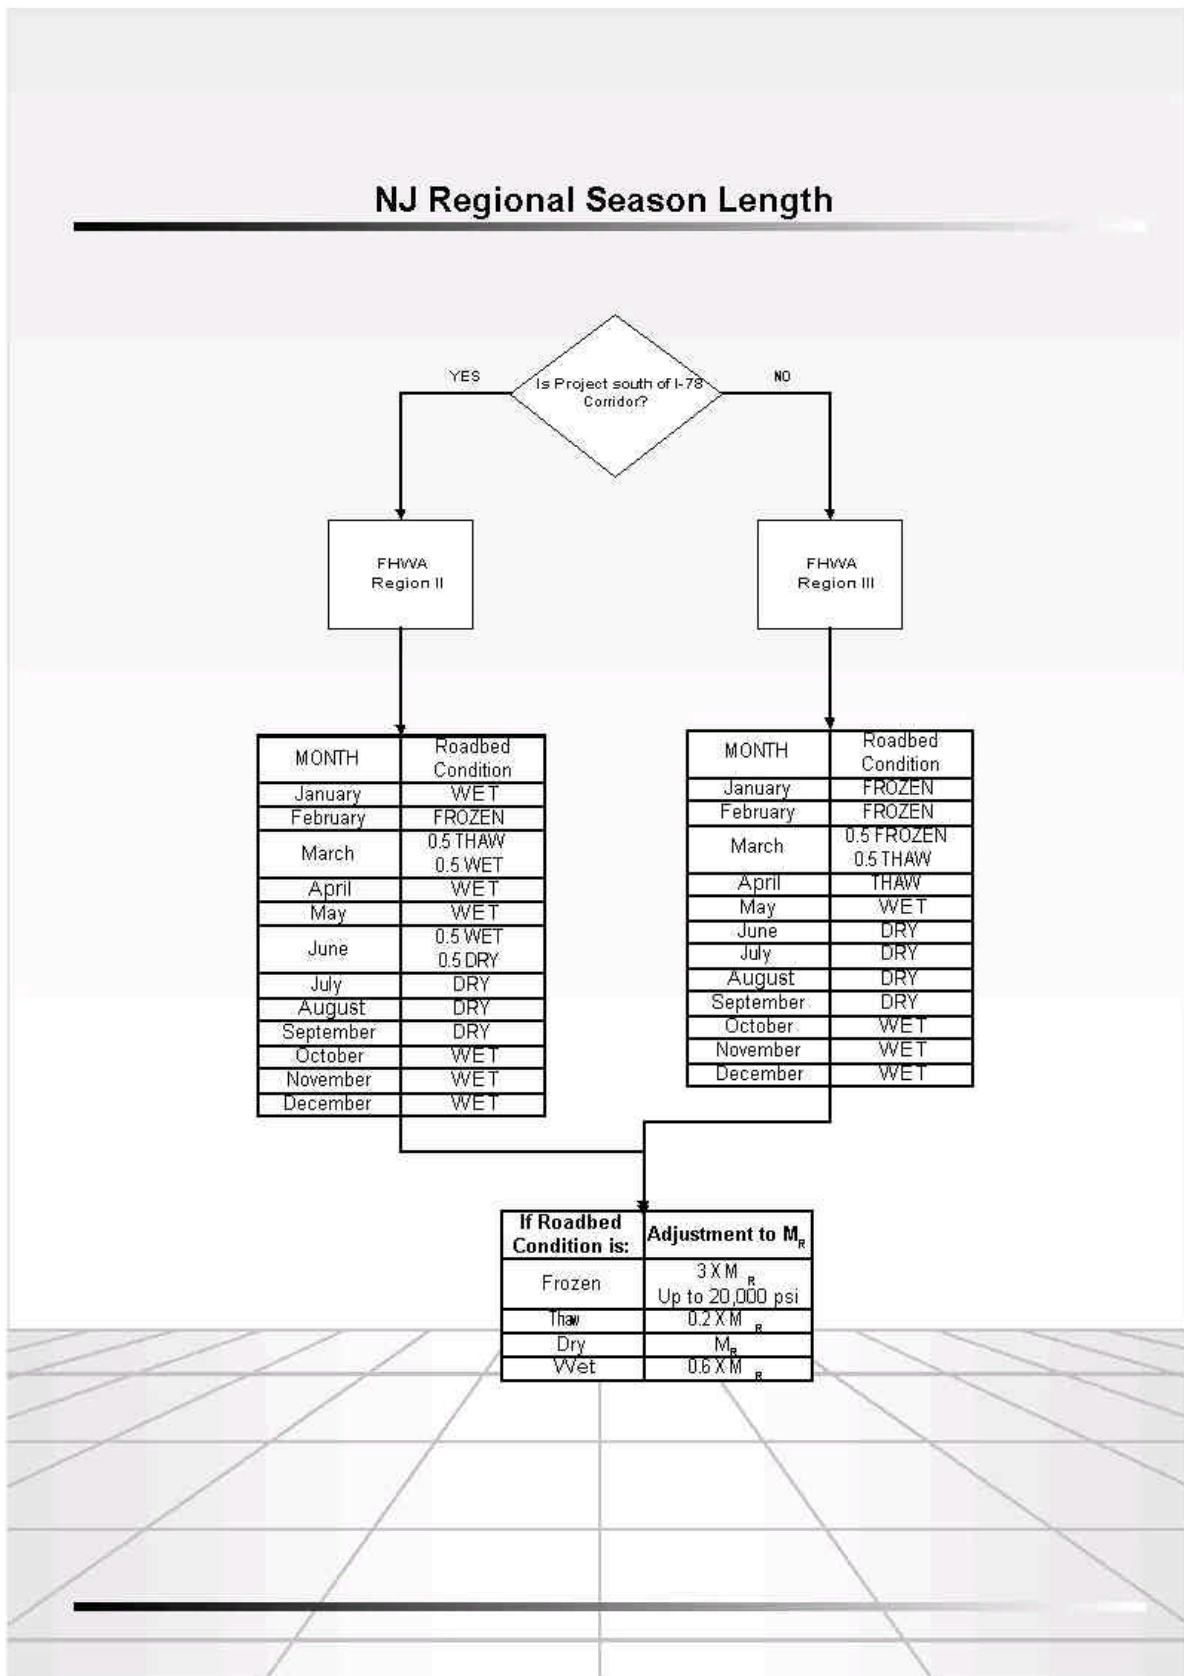 NJ Regional Season Length
YES
Is Project south of I-78
Corridor?
NO
FHWA
Region II
FHWA
Region III
MONTH
Roadbed
Condition
January WET
February FROZEN
March
0.5 THAW
0.5 WET
April WET
May WET
June
0.5 WET
0.5 DRY
July DRY
August DRY
September DRY
October WET
November WET
December WET
MONTH
Roadbed
Condition
January FROZEN
February FROZEN
March
0.5 FROZEN
0.5 THAW
April THAW
May WET
June DRY
July DRY
August DRY
September DRY
October WET
November WET
December WET
If Roadbed
Condition is:
Adjustment to MR
Frozen
3 X M R
Up to 20,000 psi
Thaw 0.2 X M R
Dry MR
Wet 0.6 X M R